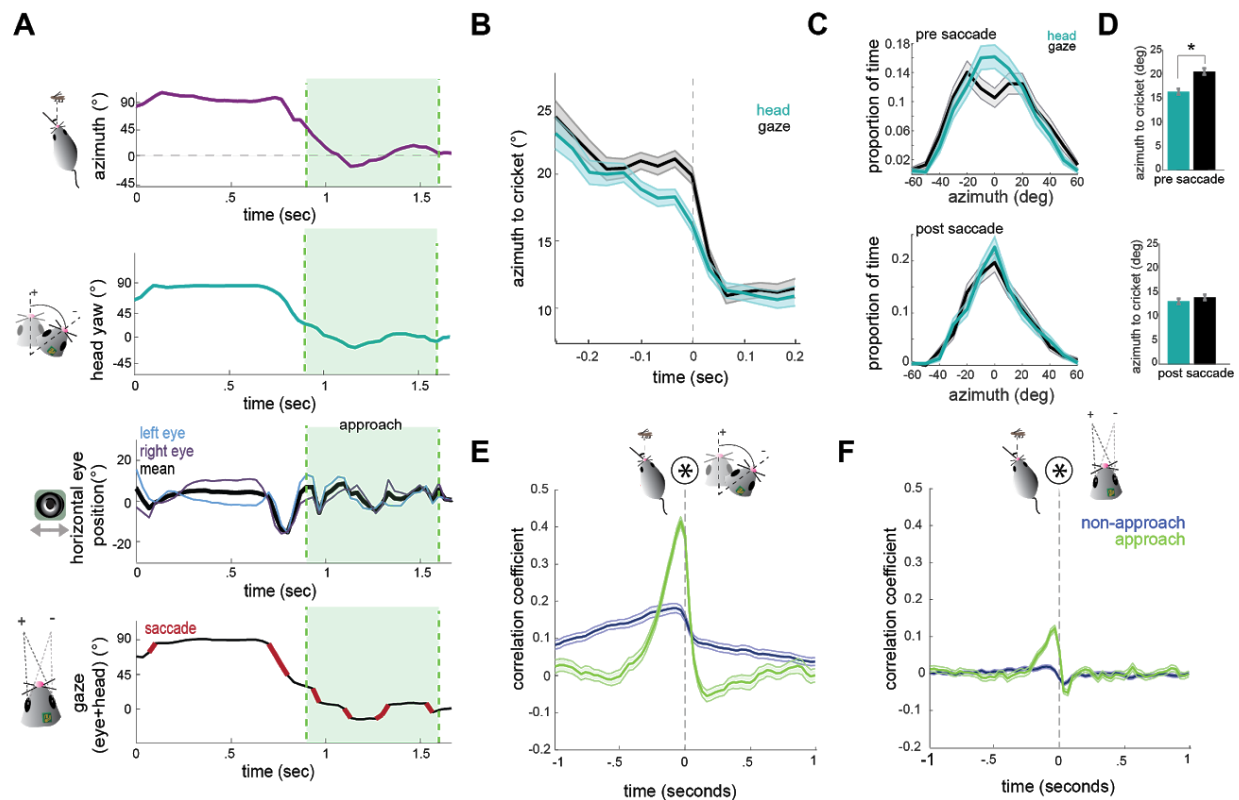 A
azimuth (°)
90
45
0
-45
0
.5
1
1.5
time (sec)
+
-
head yaw (°)
90
45
0
-45
0
.5
1
1.5
time (sec)
left eye
right eye
mean
approach
horizontal eye
position(°)
20
-20
0
.5
1
1.5
time (sec)
+
-
saccade
gaze
(eye+head) (°)
90
45
0
0
.5
1
1.5
time (sec)
B
head
gaze
azimuth to cricket (°)
25
20
15
10
-0.2
-0.1
0
0.1
0.2
time (sec)
C
pre saccade
head
gaze
proportion of time
0.18
0.14
0.1
0.06
0.02
-60
-40
-20
0
20
40
60
azimuth (deg)
post saccade
proportion of time
0.2
0.1
0
-60
-40
-20
0
20
40
60
azimuth (deg)
D
azimuth to cricket (deg)
25
20
15
10
5
0
*
pre saccade
azimuth to cricket (deg)
25
20
15
10
5
0
post saccade
E
*
+
-
correlation coefficient
0.5
0.4
0.3
0.2
0.1
0
-0.1
-0.2
-1
-.5
0
.5
1
time (seconds)
F
*
+
-
non-approach
approach
correlation coefficient
0.5
0.4
0.3
0.2
0.1
0
-0.1
-0.2
-1
-.5
0
.5
1
time (seconds)